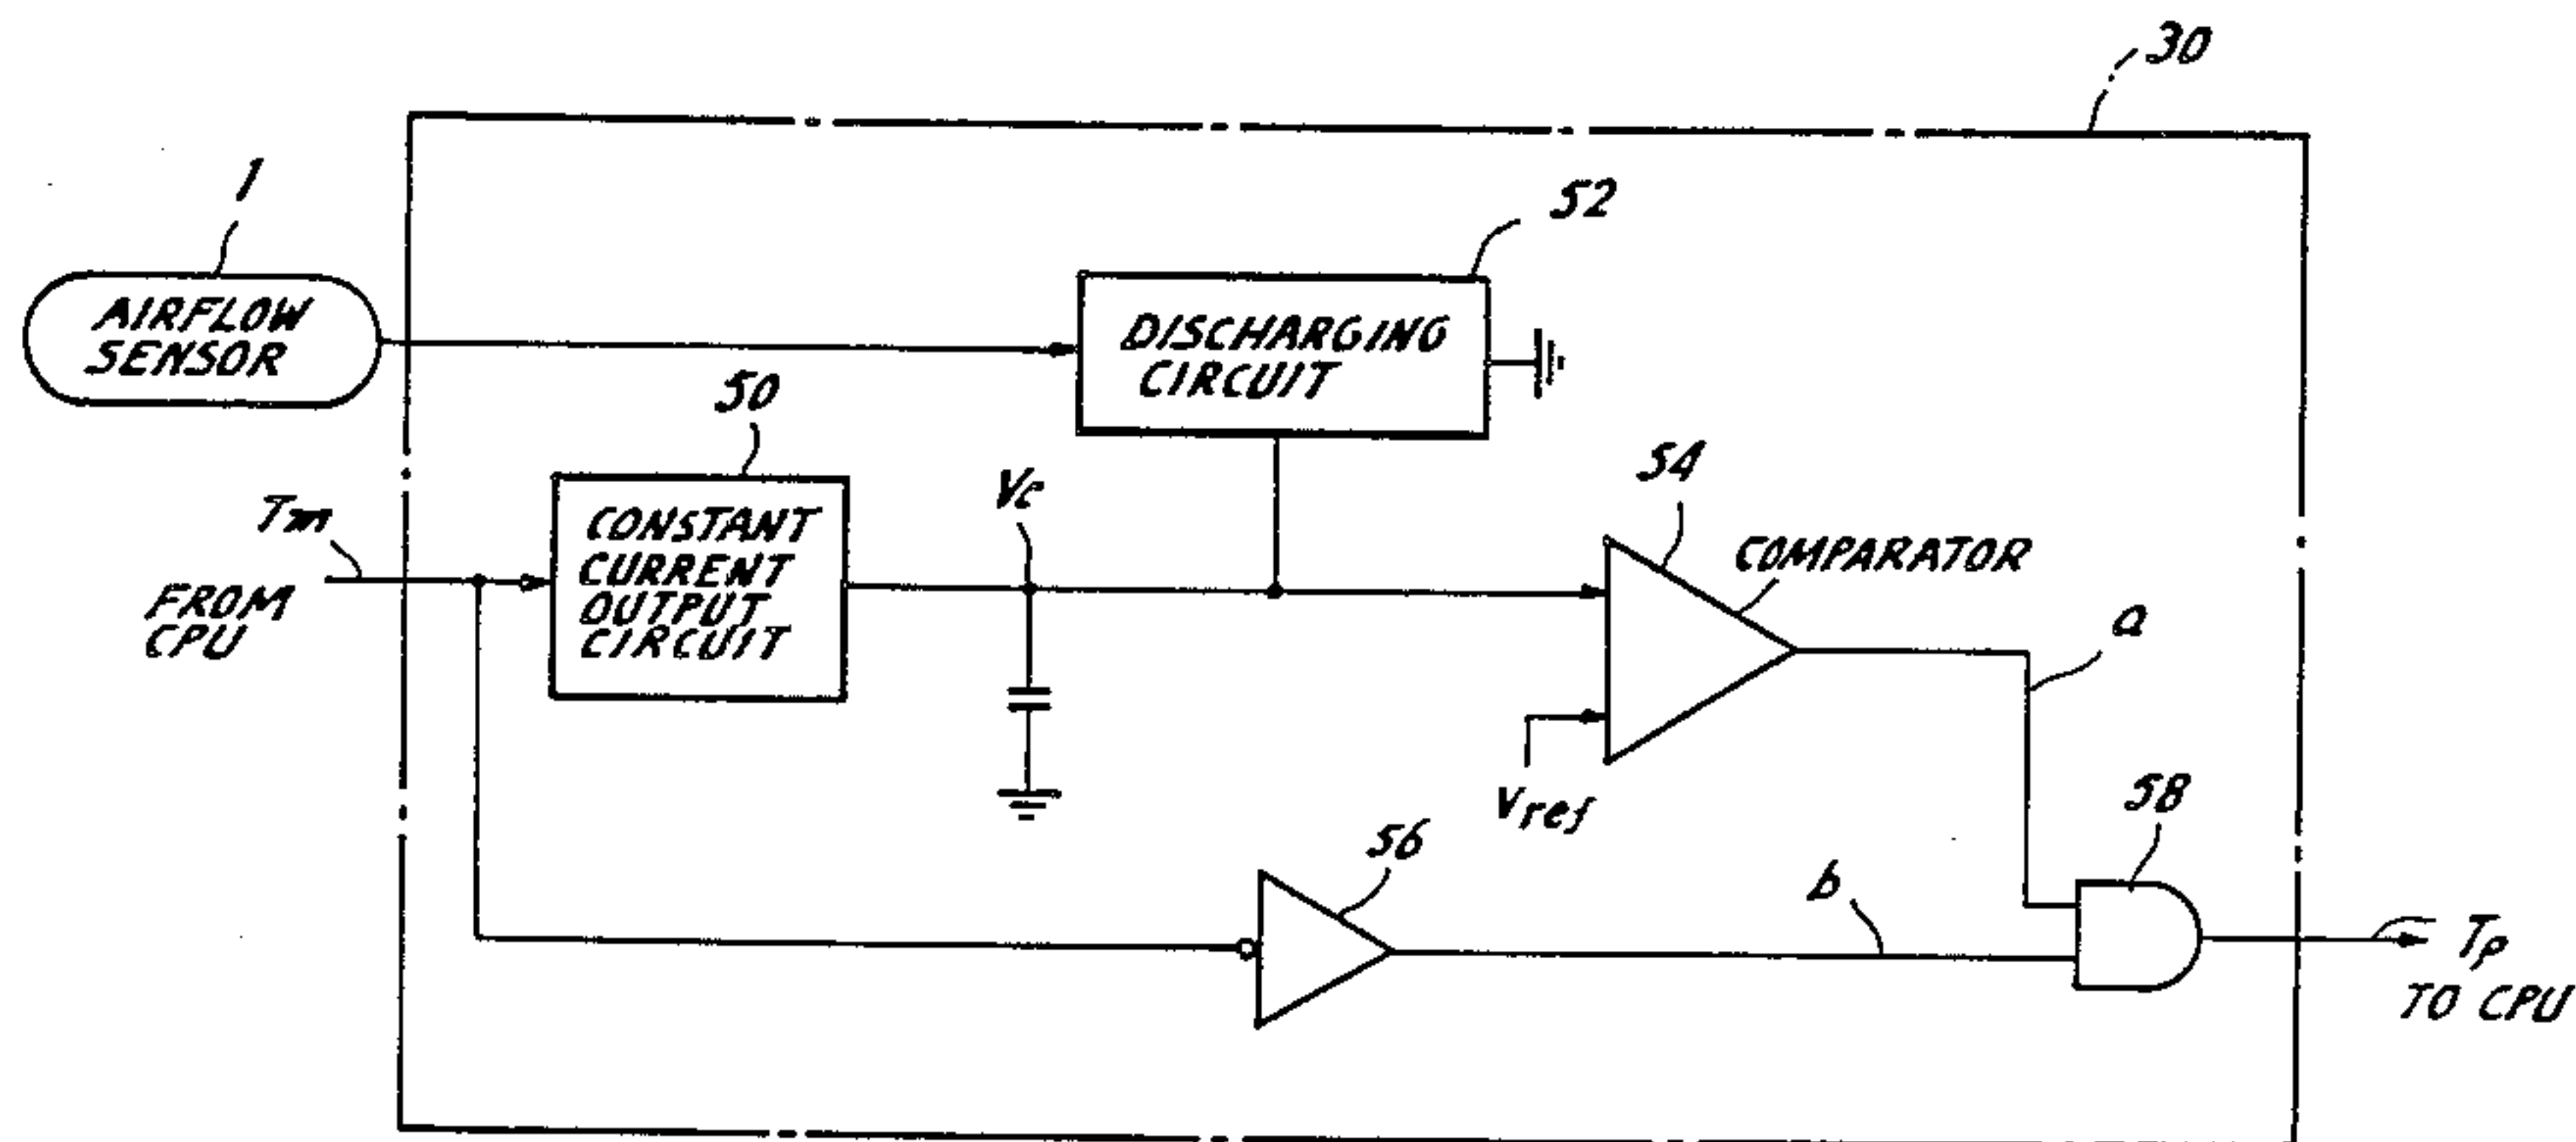 30
1
52
AIRFLOW
SENSOR
DISCHARGING
CIRCUIT
50
54
Tm
Vc
CONSTANT
CURRENT
OUTPUT
CIRCUIT
COMPARATOR
FROM
CPU
a
Vref
58
56
b
Tp
TO CPU